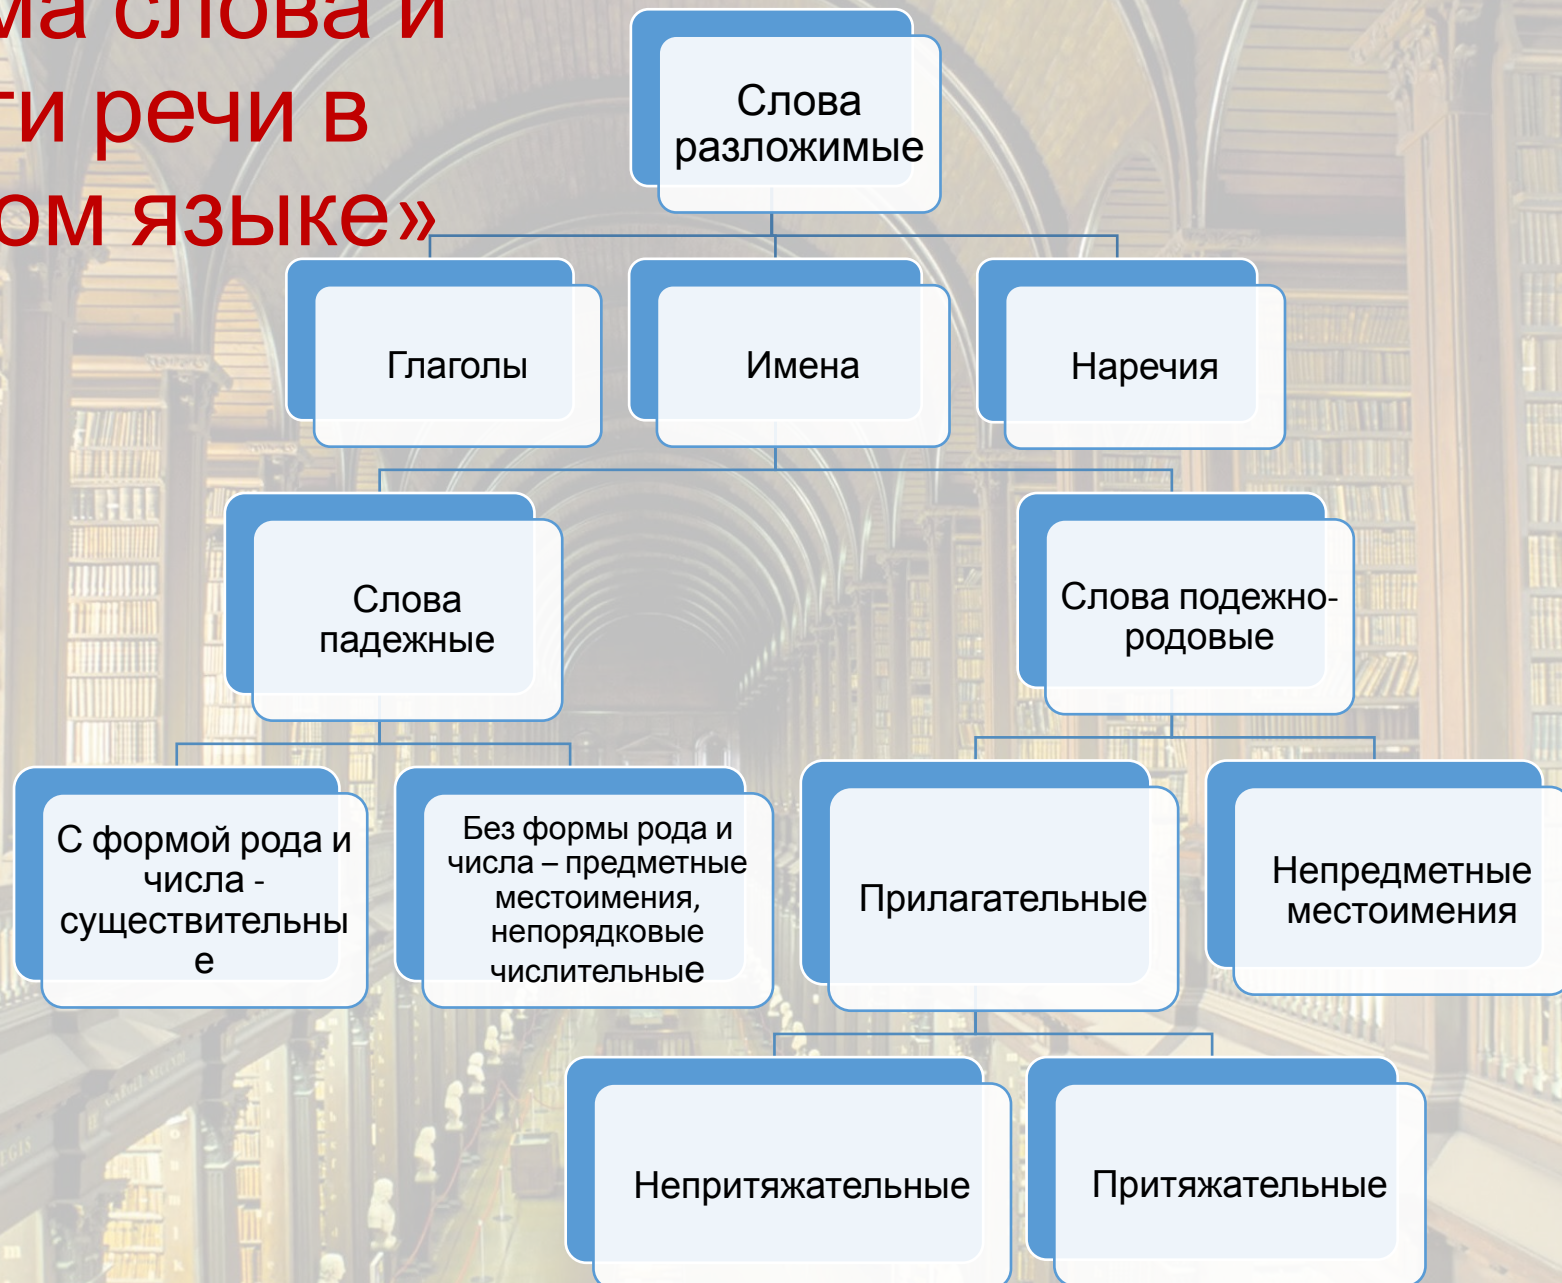 ма слова и
ти речи в
ом языке»
Слова
разложимые
Глаголы
Имена
Наречия
Слова
падежные
Слова подежно-
родовые
С формой рода и
числа -
существительны
е
Без формы рода и
числа – предметные
местоимения,
непорядковые
числительные
Прилагательные
Непредметные
местоимения
Непритяжательные
Притяжательные